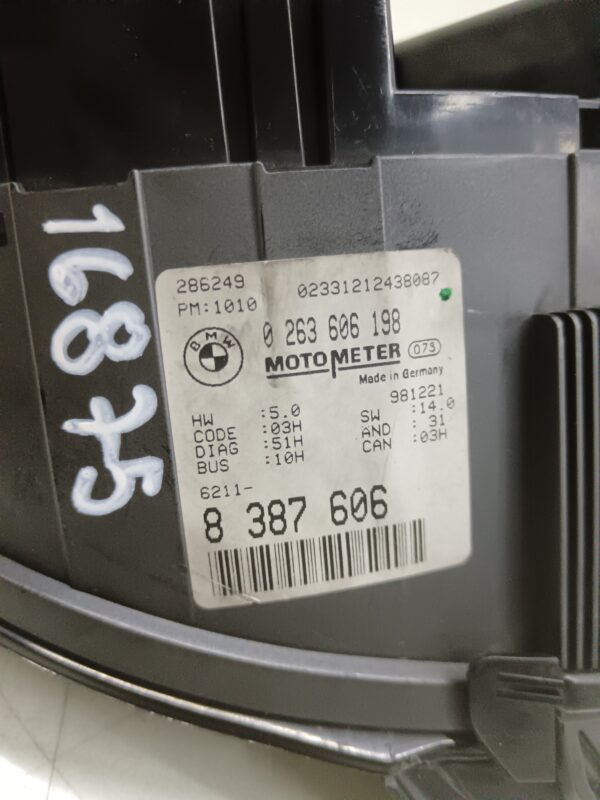 16875
286249 02331212438087
PM:1010
BMW
0 263 606 198
MOTOMETER 073
Made in Germany
981221
HW :5.0 SW :14.0
CODE :03H AND : 31
DIAG :51H CAN :03H
BUS :10H
6211-
8 387 606